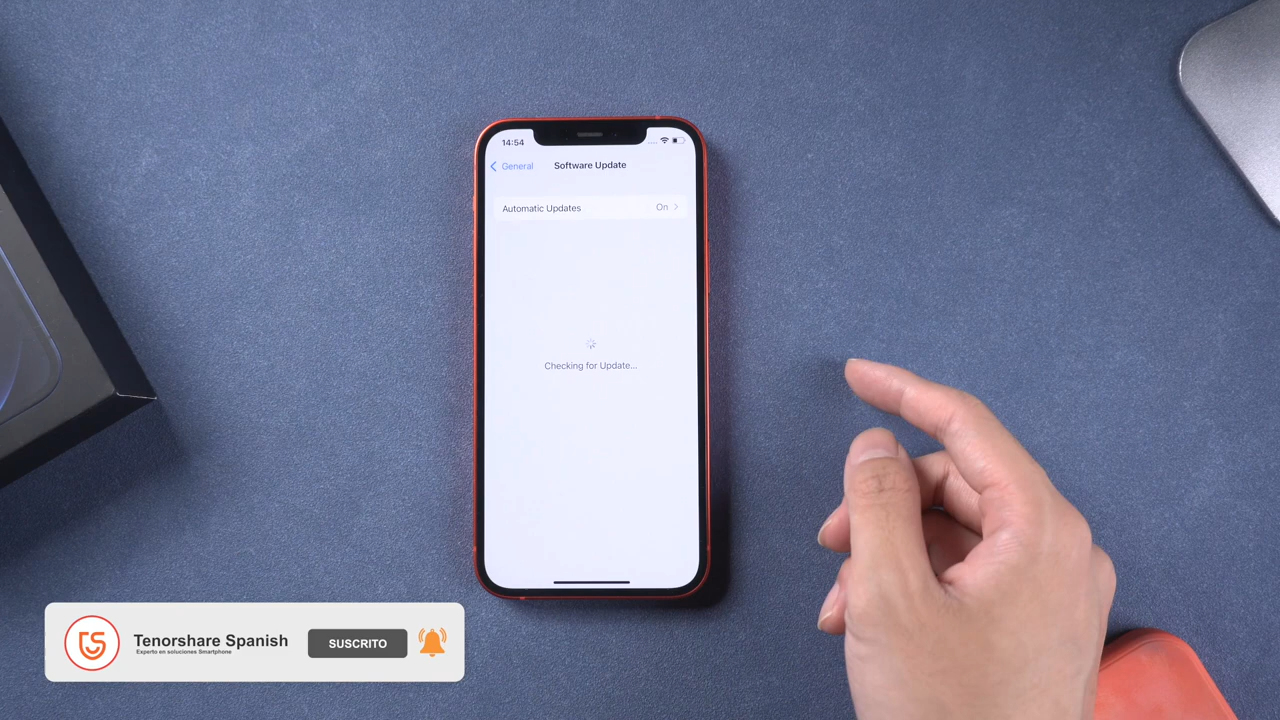 14:54
General
Software Update
Automatic Updates On
Checking for Update...
Tenorshare Spanish
Experto en soluciones Smartphone
SUSCRITO